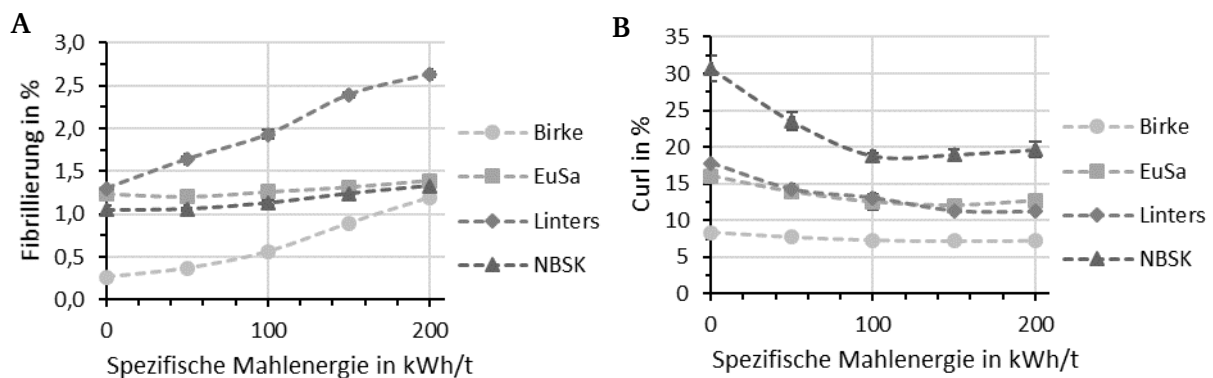 A
3,0
2,5
2,0
1,5
1,0
0,5
0,0
Fibrillierung in %
0
100
200
Spezifische Mahlenergie in kWh/t
Birke
EuSa
Linters
NBSK
B
35
30
25
20
15
10
5
0
Curl in %
0
100
200
Spezifische Mahlenergie in kWh/t
Birke
EuSa
Linters
NBSK